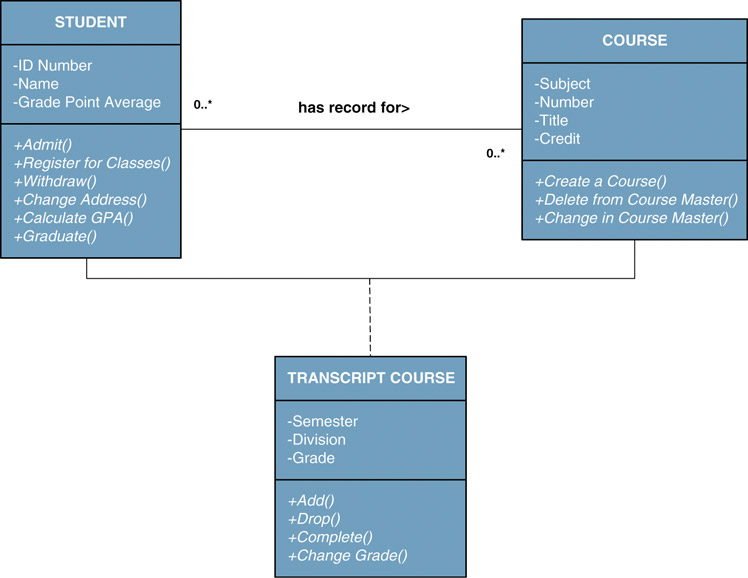 STUDENT
-ID Number
-Name
-Grade Point Average
+Admit()
+Register for Classes()
+Withdraw()
+Change Address()
+Calculate GPA()
+Graduate()
0..*
has record for>
0..*
COURSE
-Subject
-Number
-Title
-Credit
+Create a Course()
+Delete from Course Master()
+Change in Course Master()
TRANSCRIPT COURSE
-Semester
-Division
-Grade
+Add()
+Drop()
+Complete()
+Change Grade()